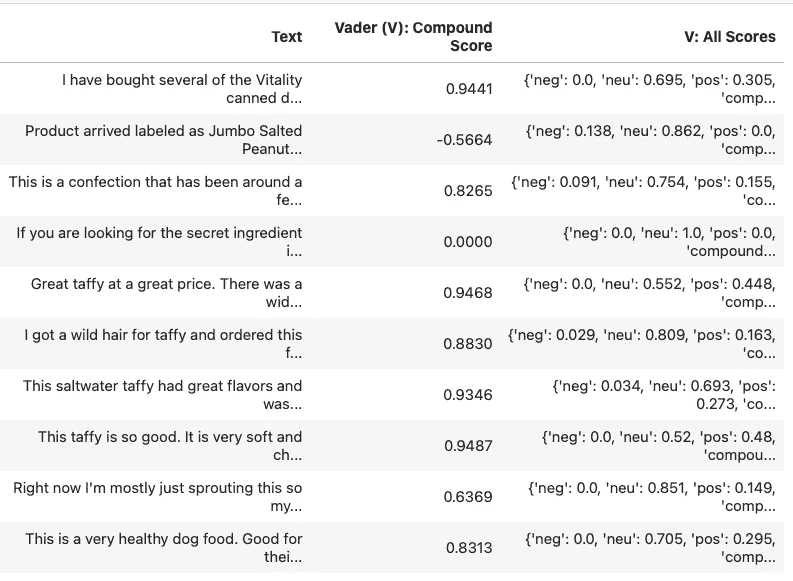 Text Vader (V): Compound Score V: All Scores
I have bought several of the Vitality canned d... 0.9441 {'neg': 0.0, 'neu': 0.695, 'pos': 0.305, 'comp...
Product arrived labeled as Jumbo Salted Peanut... -0.5664 {'neg': 0.138, 'neu': 0.862, 'pos': 0.0, 'comp...
This is a confection that has been around a fe... 0.8265 {'neg': 0.091, 'neu': 0.754, 'pos': 0.155, 'co...
If you are looking for the secret ingredient i... 0.0000 {'neg': 0.0, 'neu': 1.0, 'pos': 0.0, 'compound...
Great taffy at a great price. There was a wid... 0.9468 {'neg': 0.0, 'neu': 0.552, 'pos': 0.448, 'comp...
I got a wild hair for taffy and ordered this f... 0.8830 {'neg': 0.029, 'neu': 0.809, 'pos': 0.163, 'co...
This saltwater taffy had great flavors and was... 0.9346 {'neg': 0.034, 'neu': 0.693, 'pos': 0.273, 'co...
This taffy is so good. It is very soft and ch... 0.9487 {'neg': 0.0, 'neu': 0.52, 'pos': 0.48, 'compou...
Right now I'm mostly just sprouting this so my... 0.6369 {'neg': 0.0, 'neu': 0.851, 'pos': 0.149, 'comp...
This is a very healthy dog food. Good for thei... 0.8313 {'neg': 0.0, 'neu': 0.705, 'pos': 0.295, 'comp...